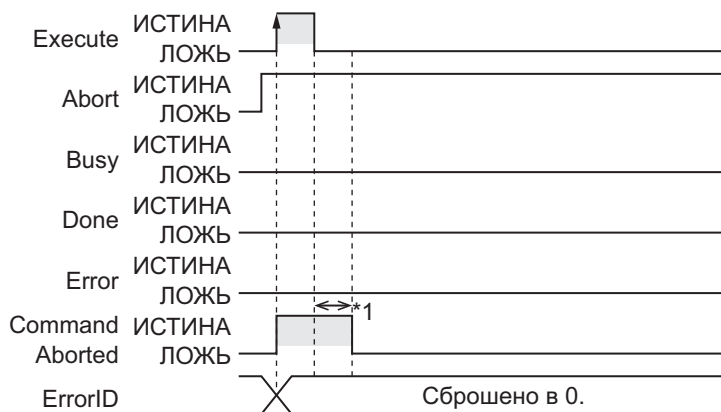 Execute ИСТИНА
ЛОЖЬ
Abort ИСТИНА
ЛОЖЬ
Busy ИСТИНА
ЛОЖЬ
Done ИСТИНА
ЛОЖЬ
Error ИСТИНА
ЛОЖЬ
*1
Command ИСТИНА
Aborted ЛОЖЬ
ErrorID Сброшено в 0.